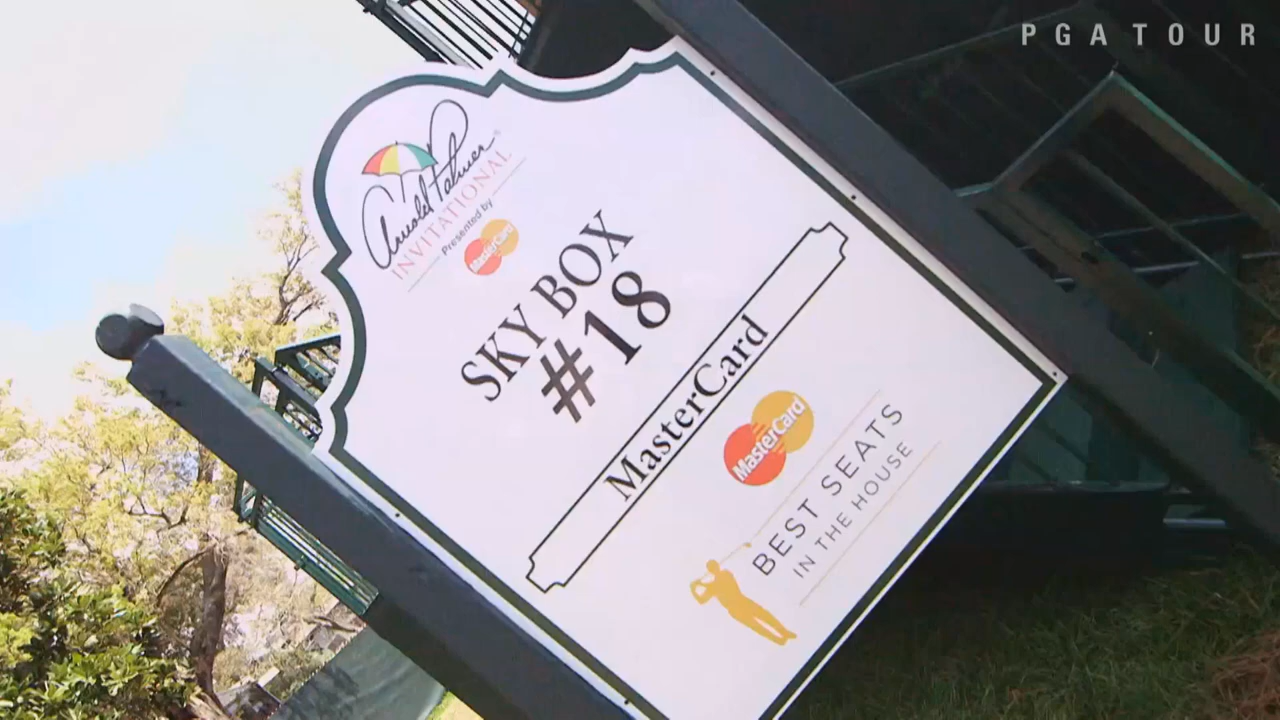 PGA TOUR
Arnold Palmer®
INVITATIONAL
Presented by
MasterCard
SKY BOX
#18
MasterCard
MasterCard
BEST SEATS
IN THE HOUSE